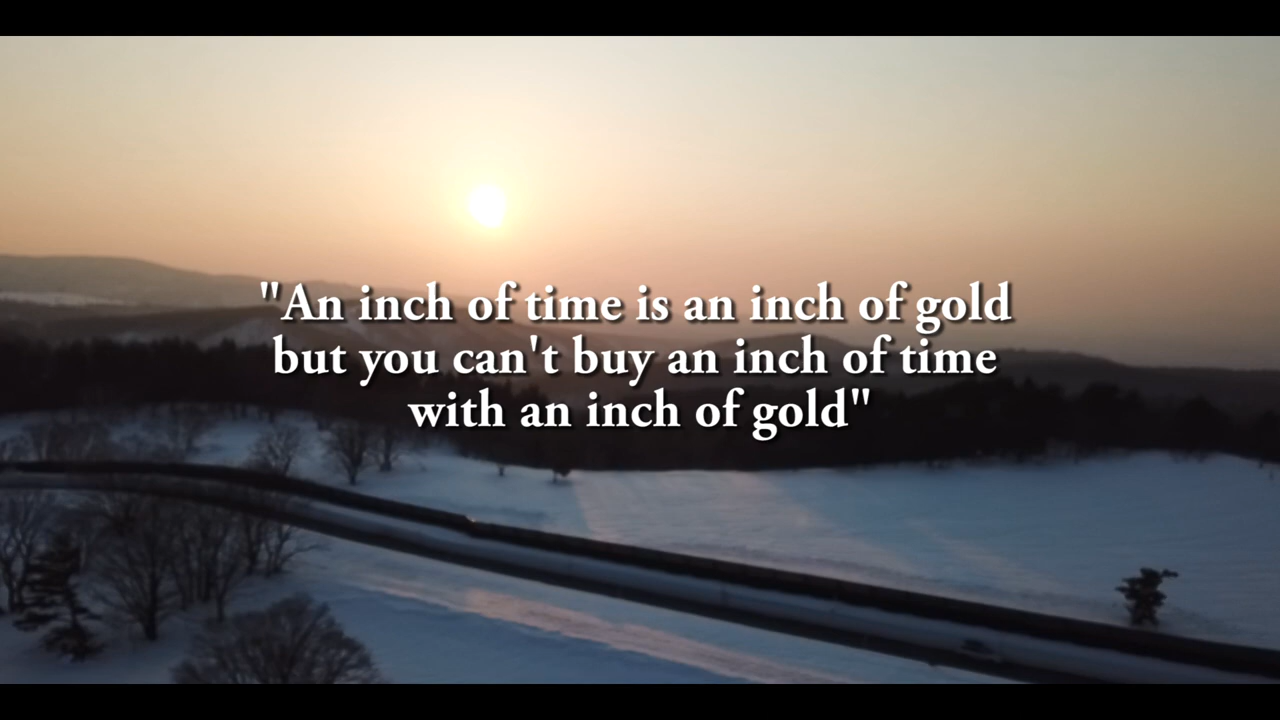 "An inch of time is an inch of gold
but you can't buy an inch of time
with an inch of gold"